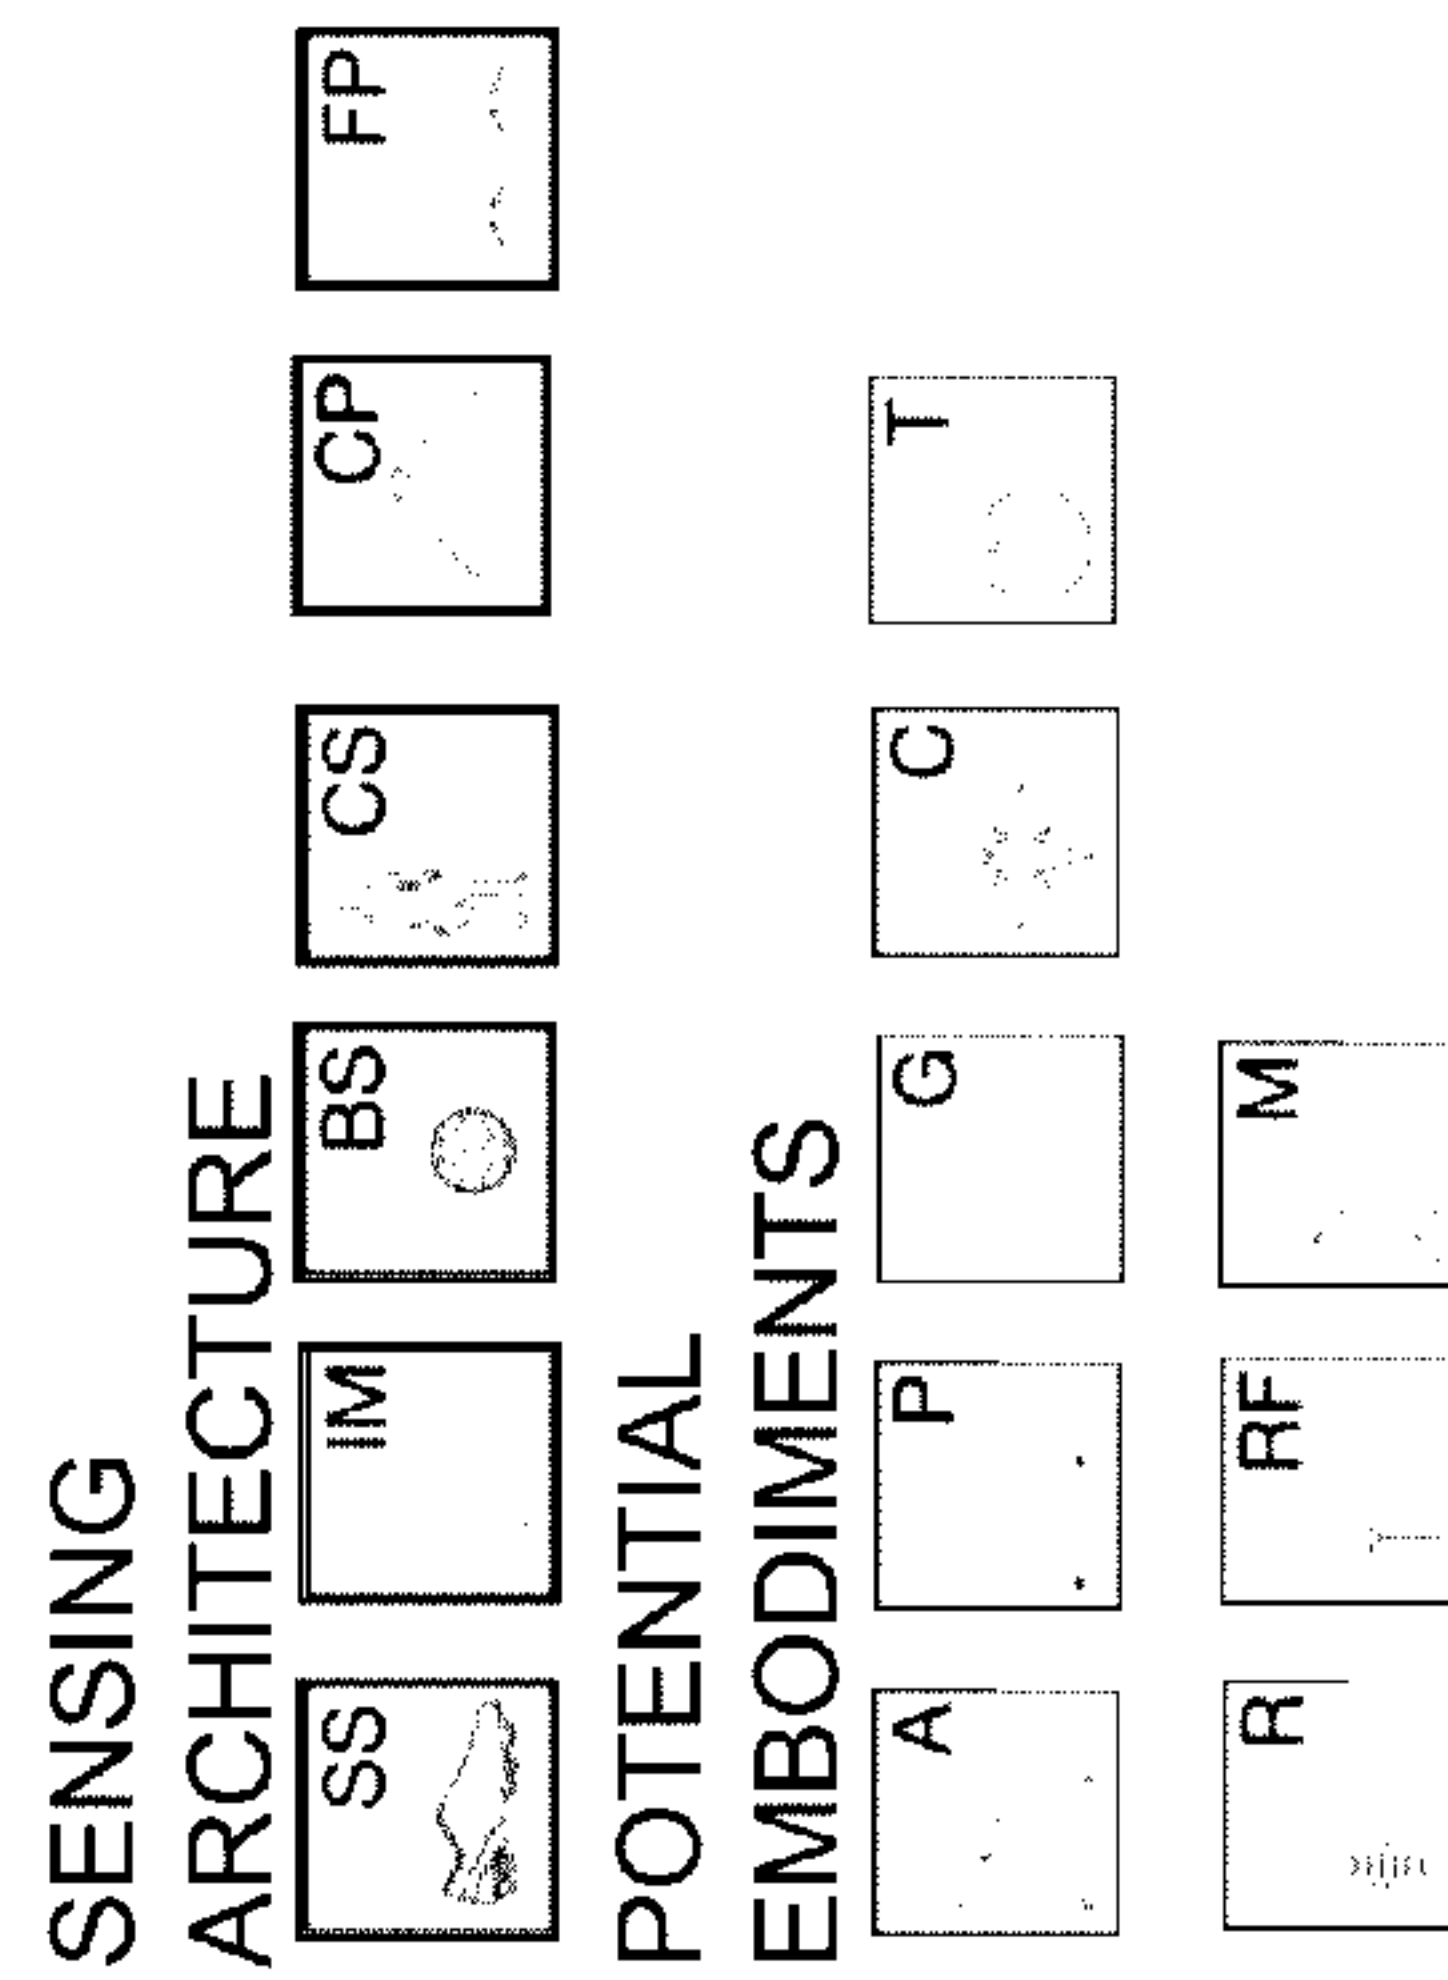 SENSING
ARCHITECTURE
SS IM BS CS CP FP
POTENTIAL
EMBODIMENTS
A P G C T
R RF M